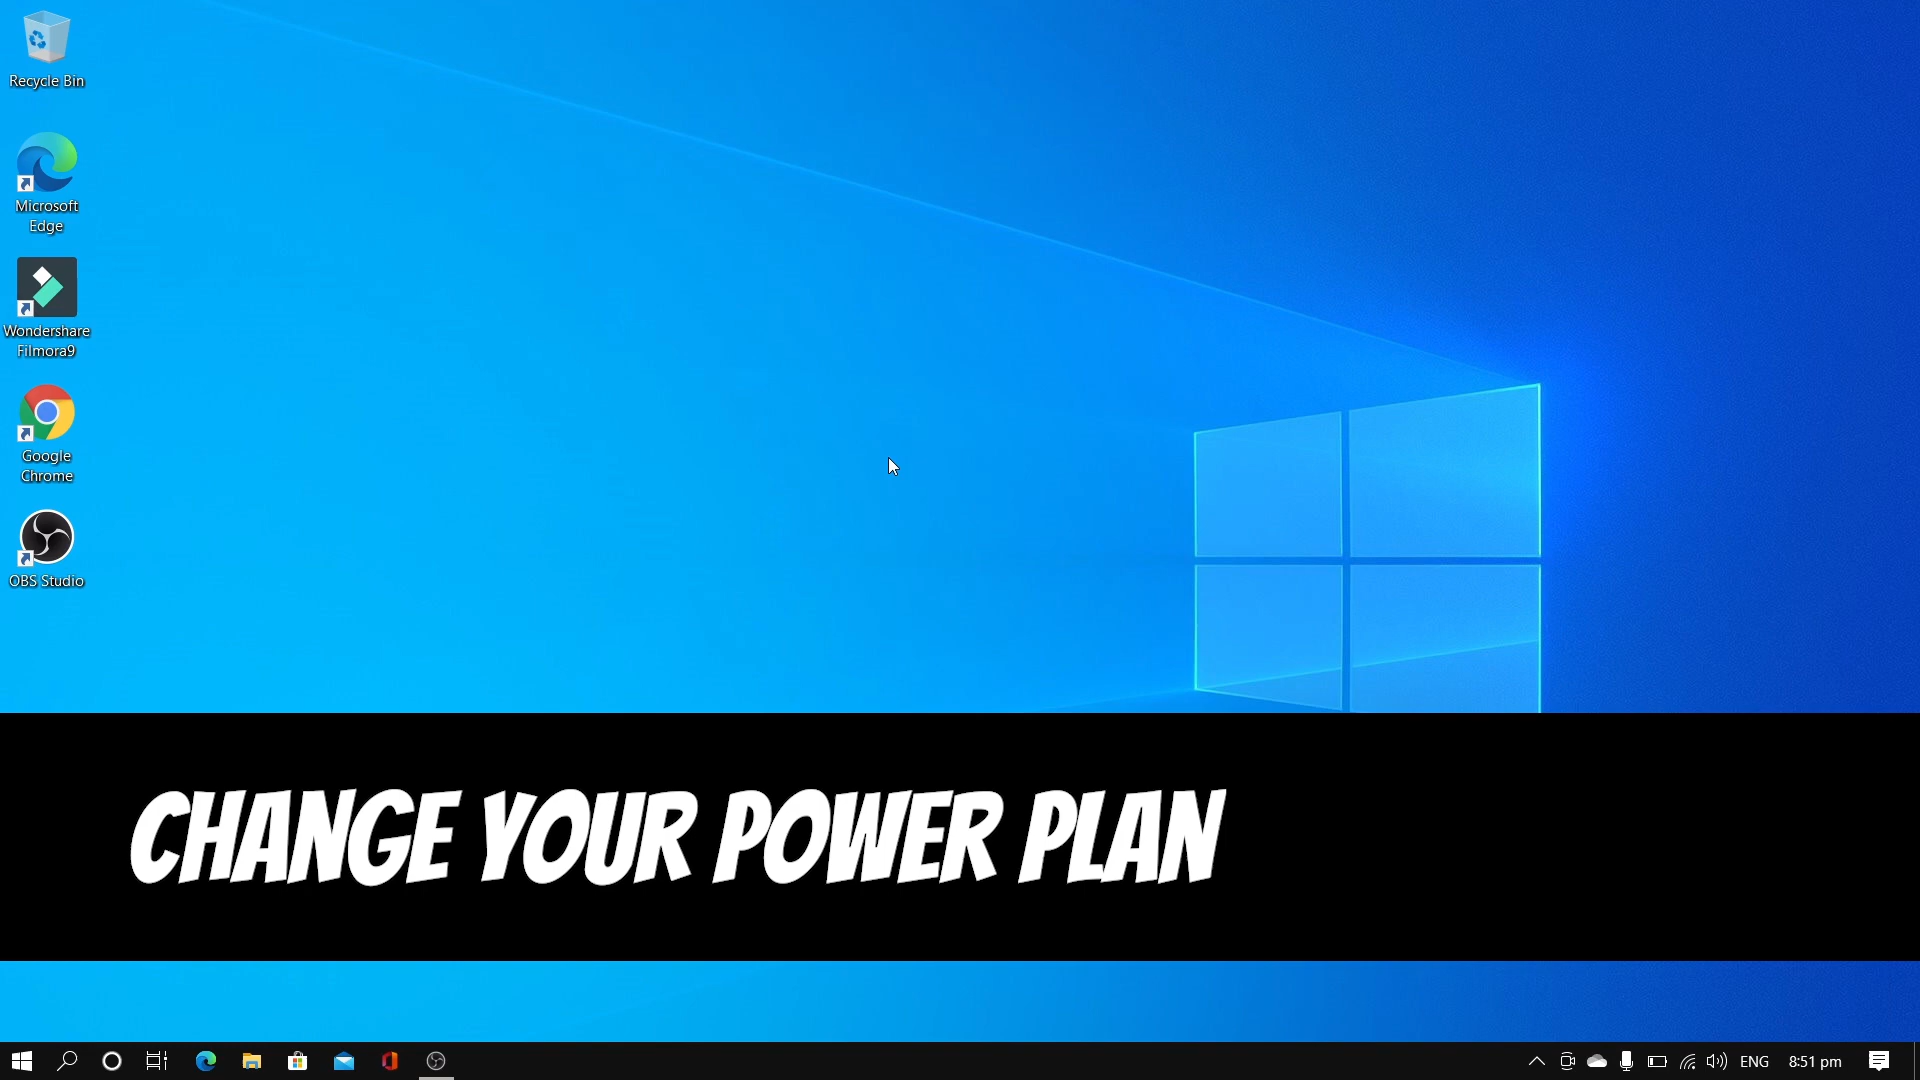 Recycle Bin
Microsoft
Edge
Wondershare
Filmora9
Google
Chrome
OBS Studio
CHANGE YOUR POWER PLAN
ENG
8:51 pm